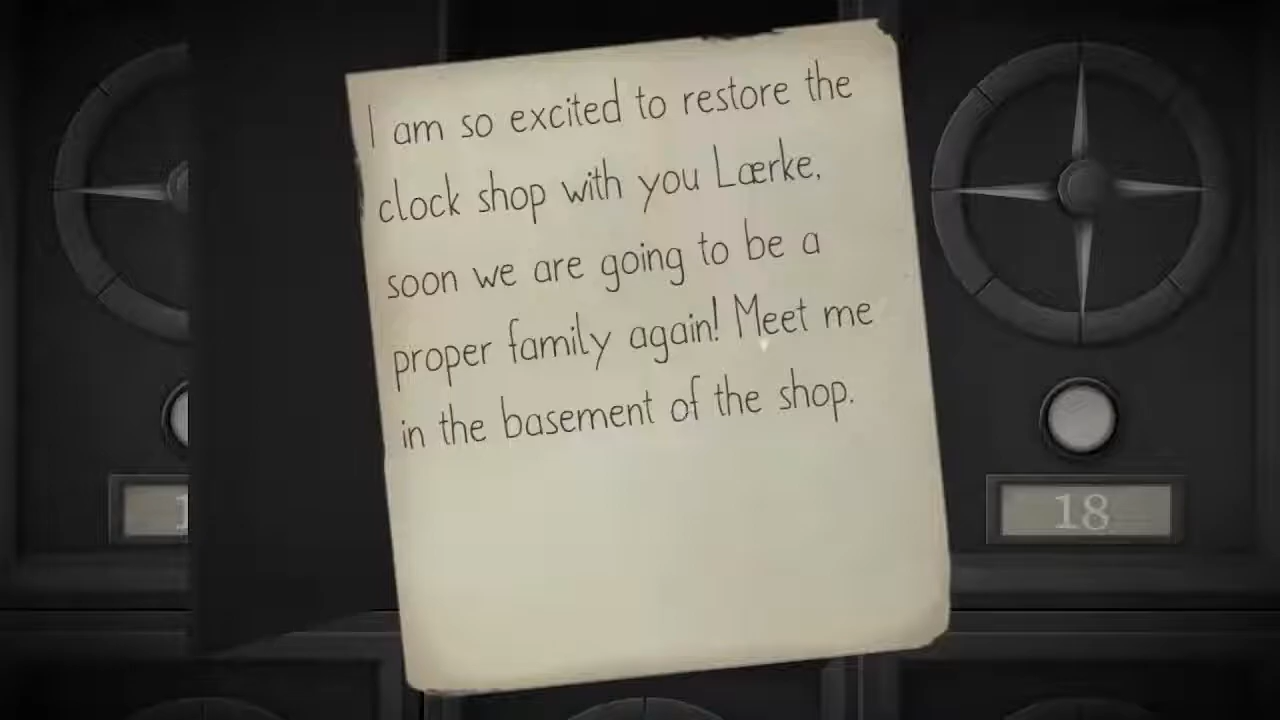 I am so excited to restore the
clock shop with you Lærke,
soon we are going to be a
proper family again! Meet me
in the basement of the shop.
18